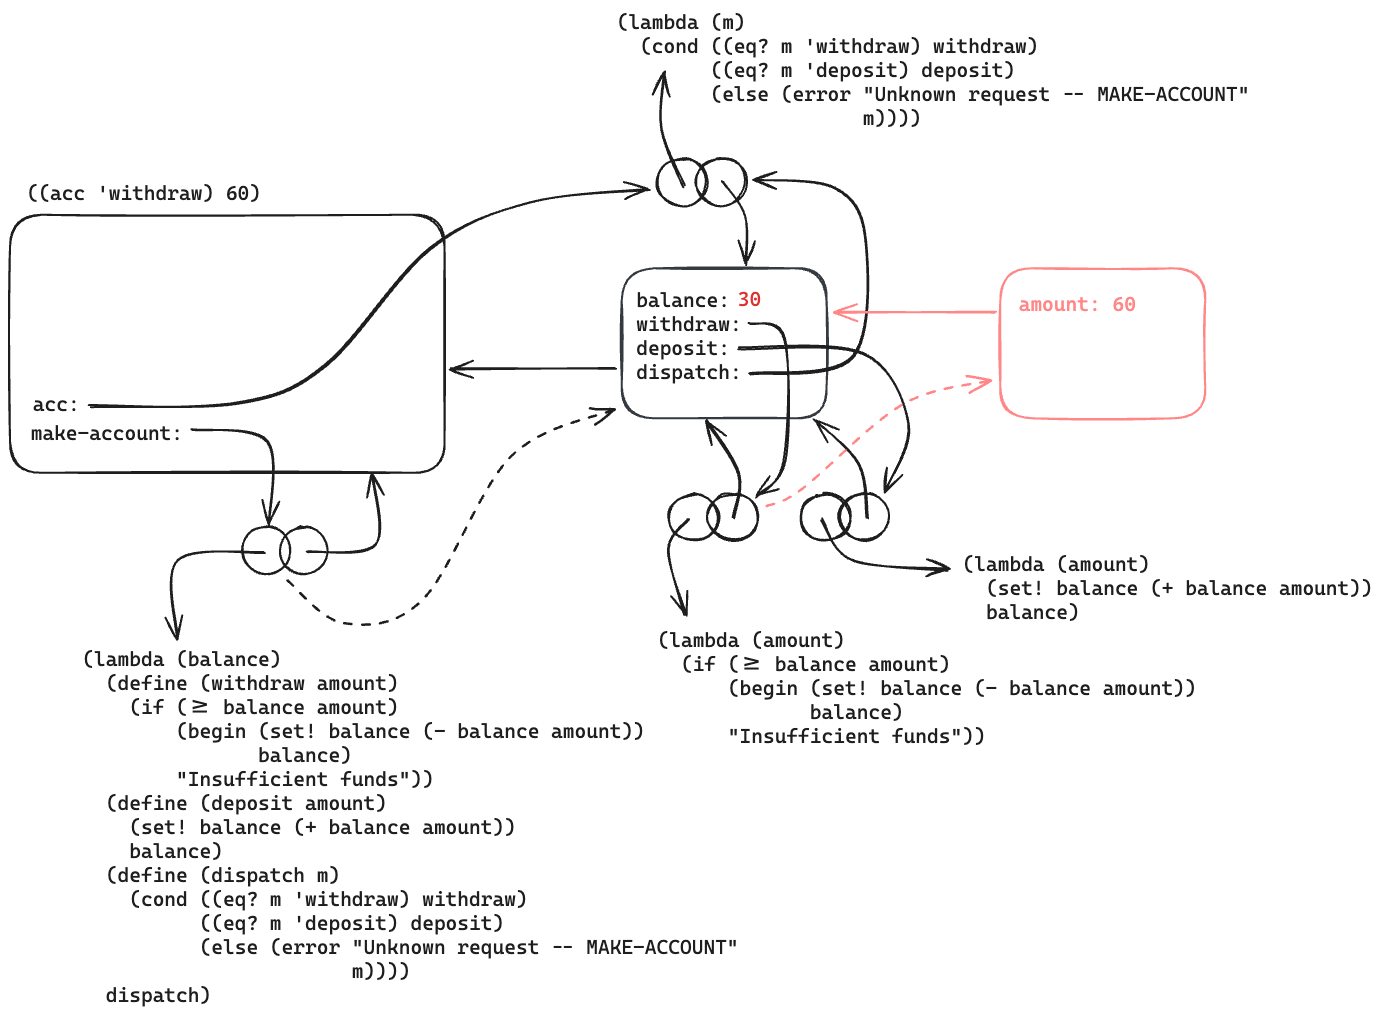 (lambda (m)
  (cond ((eq? m 'withdraw) withdraw)
        ((eq? m 'deposit) deposit)
        (else (error "Unknown request -- MAKE-ACCOUNT"
                     m))))
((acc 'withdraw) 60)
acc:
make-account:
balance: 30
withdraw:
deposit:
dispatch:
amount: 60
(lambda (balance)
  (define (withdraw amount)
    (if (≥ balance amount)
        (begin (set! balance (- balance amount))
               balance)
        "Insufficient funds"))
  (define (deposit amount)
    (set! balance (+ balance amount))
    balance)
  (define (dispatch m)
    (cond ((eq? m 'withdraw) withdraw)
          ((eq? m 'deposit) deposit)
          (else (error "Unknown request -- MAKE-ACCOUNT"
                       m))))
  dispatch)
(lambda (amount)
  (if (≥ balance amount)
      (begin (set! balance (- balance amount))
             balance)
      "Insufficient funds"))
(lambda (amount)
  (set! balance (+ balance amount))
  balance)